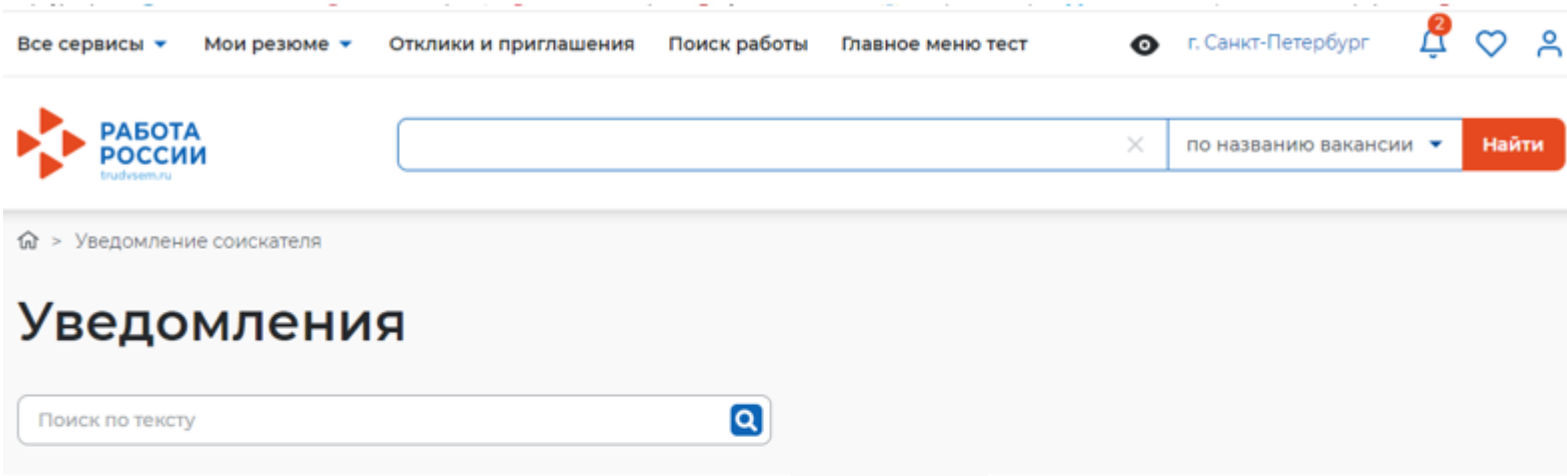 Все сервисы Мои резюме Отклики и приглашения Поиск работы Главное меню тест г. Санкт-Петербург 2
РАБОТА
РОССИИ
trudvsem.ru
по названию вакансии Найти
> Уведомление соискателя
Уведомления
Поиск по тексту